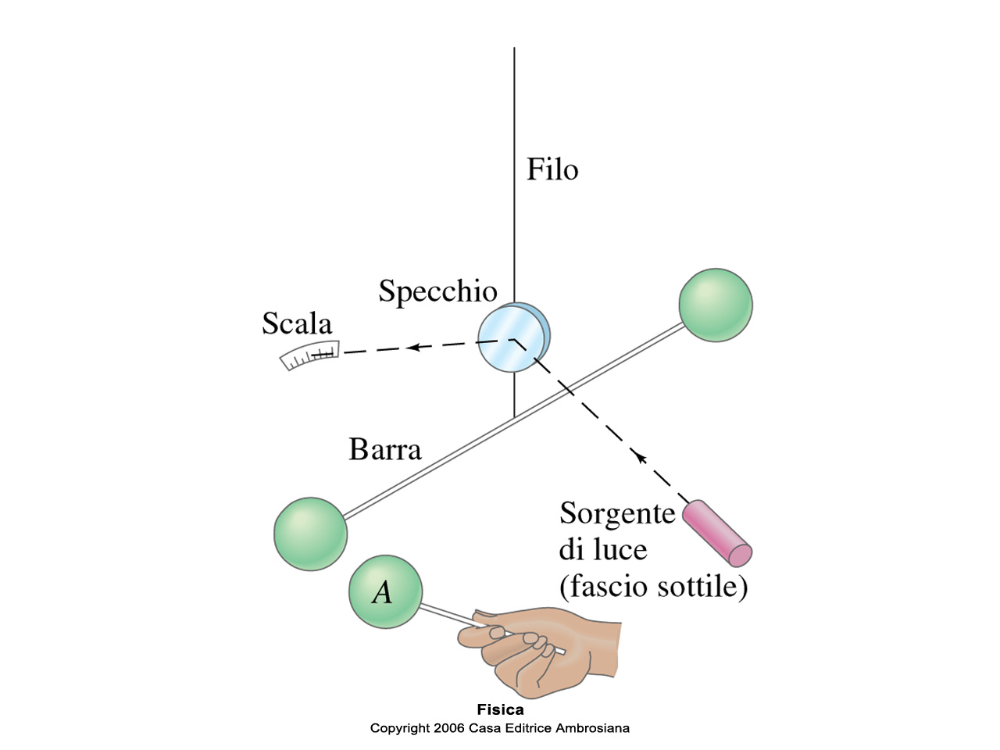 Filo
Specchio
Scala
Barra
Sorgente
di luce
(fascio sottile)
A
Fisica
Copyright 2006 Casa Editrice Ambrosiana